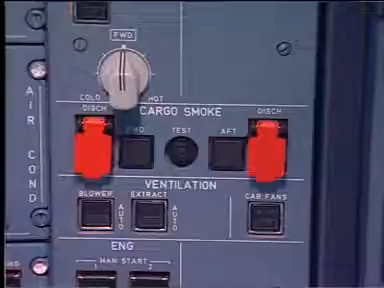 FWD
COLD HOT
DISCH CARGO SMOKE DISCH
FWD TEST AFT
AIR COND
VENTILATION
BLOWER EXTRACT CAB FANS
AUTO AUTO
ENG
MAN START
1 2